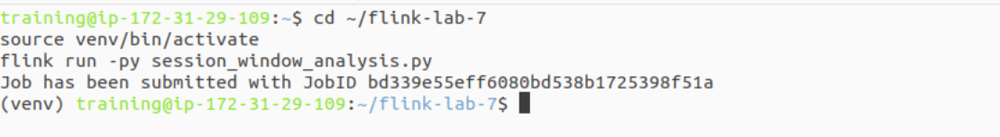 training@ip-172-31-29-109:~$ cd ~/flink-lab-7
source venv/bin/activate
flink run -py session_window_analysis.py
Job has been submitted with JobID bd339e55eff6080bd538b1725398f51a
(venv) training@ip-172-31-29-109:~/flink-lab-7$